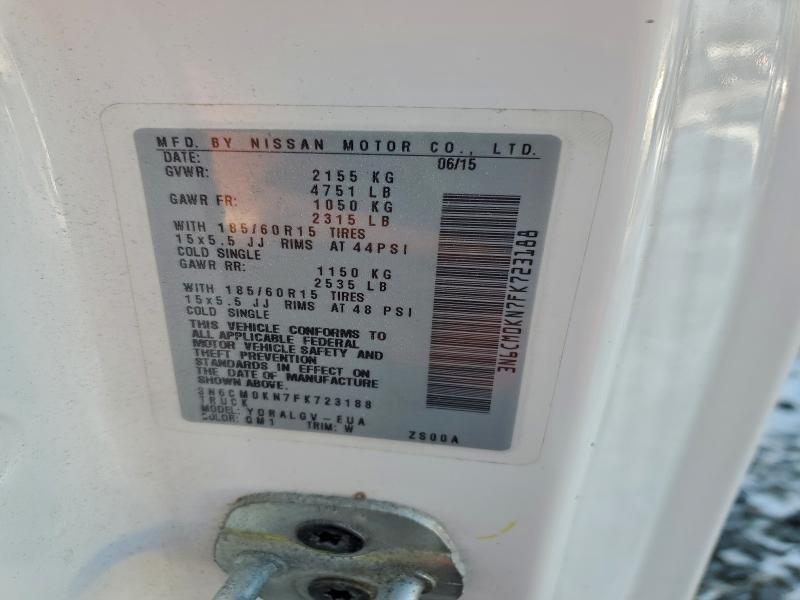 MFD. BY NISSAN MOTOR CO., LTD.
DATE: 06/15
GVWR: 2155 KG
4751 LB
GAWR FR: 1050 KG
2315 LB
WITH 185/60R15 TIRES
15x5.5 JJ RIMS AT 44PSI
COLD SINGLE
GAWR RR: 1150 KG
2535 LB
WITH 185/60R15 TIRES
15x5.5 JJ RIMS AT 48 PSI
COLD SINGLE
THIS VEHICLE CONFORMS TO
ALL APPLICABLE FEDERAL
MOTOR VEHICLE SAFETY AND
THEFT PREVENTION
STANDARDS IN EFFECT ON
THE DATE OF MANUFACTURE
SHOWN ABOVE.
3N6CM0KN7FK723188
TRUCK
MODEL: YDRALGV-EUA
COLOR: QM1 TRIM: W ZS00A
3N6CM0KN7FK723188